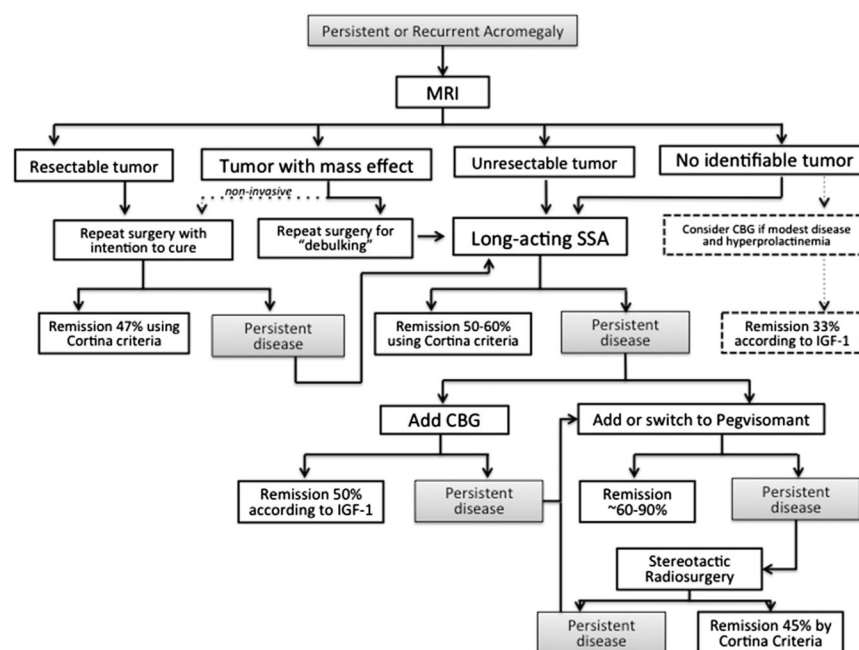 Persistent or Recurrent Acromegaly
MRI
Resectable tumor
Tumor with mass effect
Unresectable tumor
No identifiable tumor
non-invasive
Repeat surgery with
intention to cure
Repeat surgery for
“debulking”
Long-acting SSA
Consider CBG if modest disease
and hyperprolactinemia
Remission 47% using
Cortina criteria
Persistent
disease
Remission 50-60%
using Cortina criteria
Persistent
disease
Remission 33%
according to IGF-1
Add CBG
Add or switch to Pegvisomant
Remission 50%
according to IGF-1
Persistent
disease
Remission
~60-90%
Persistent
disease
Stereotactic
Radiosurgery
Persistent
disease
Remission 45% by
Cortina Criteria